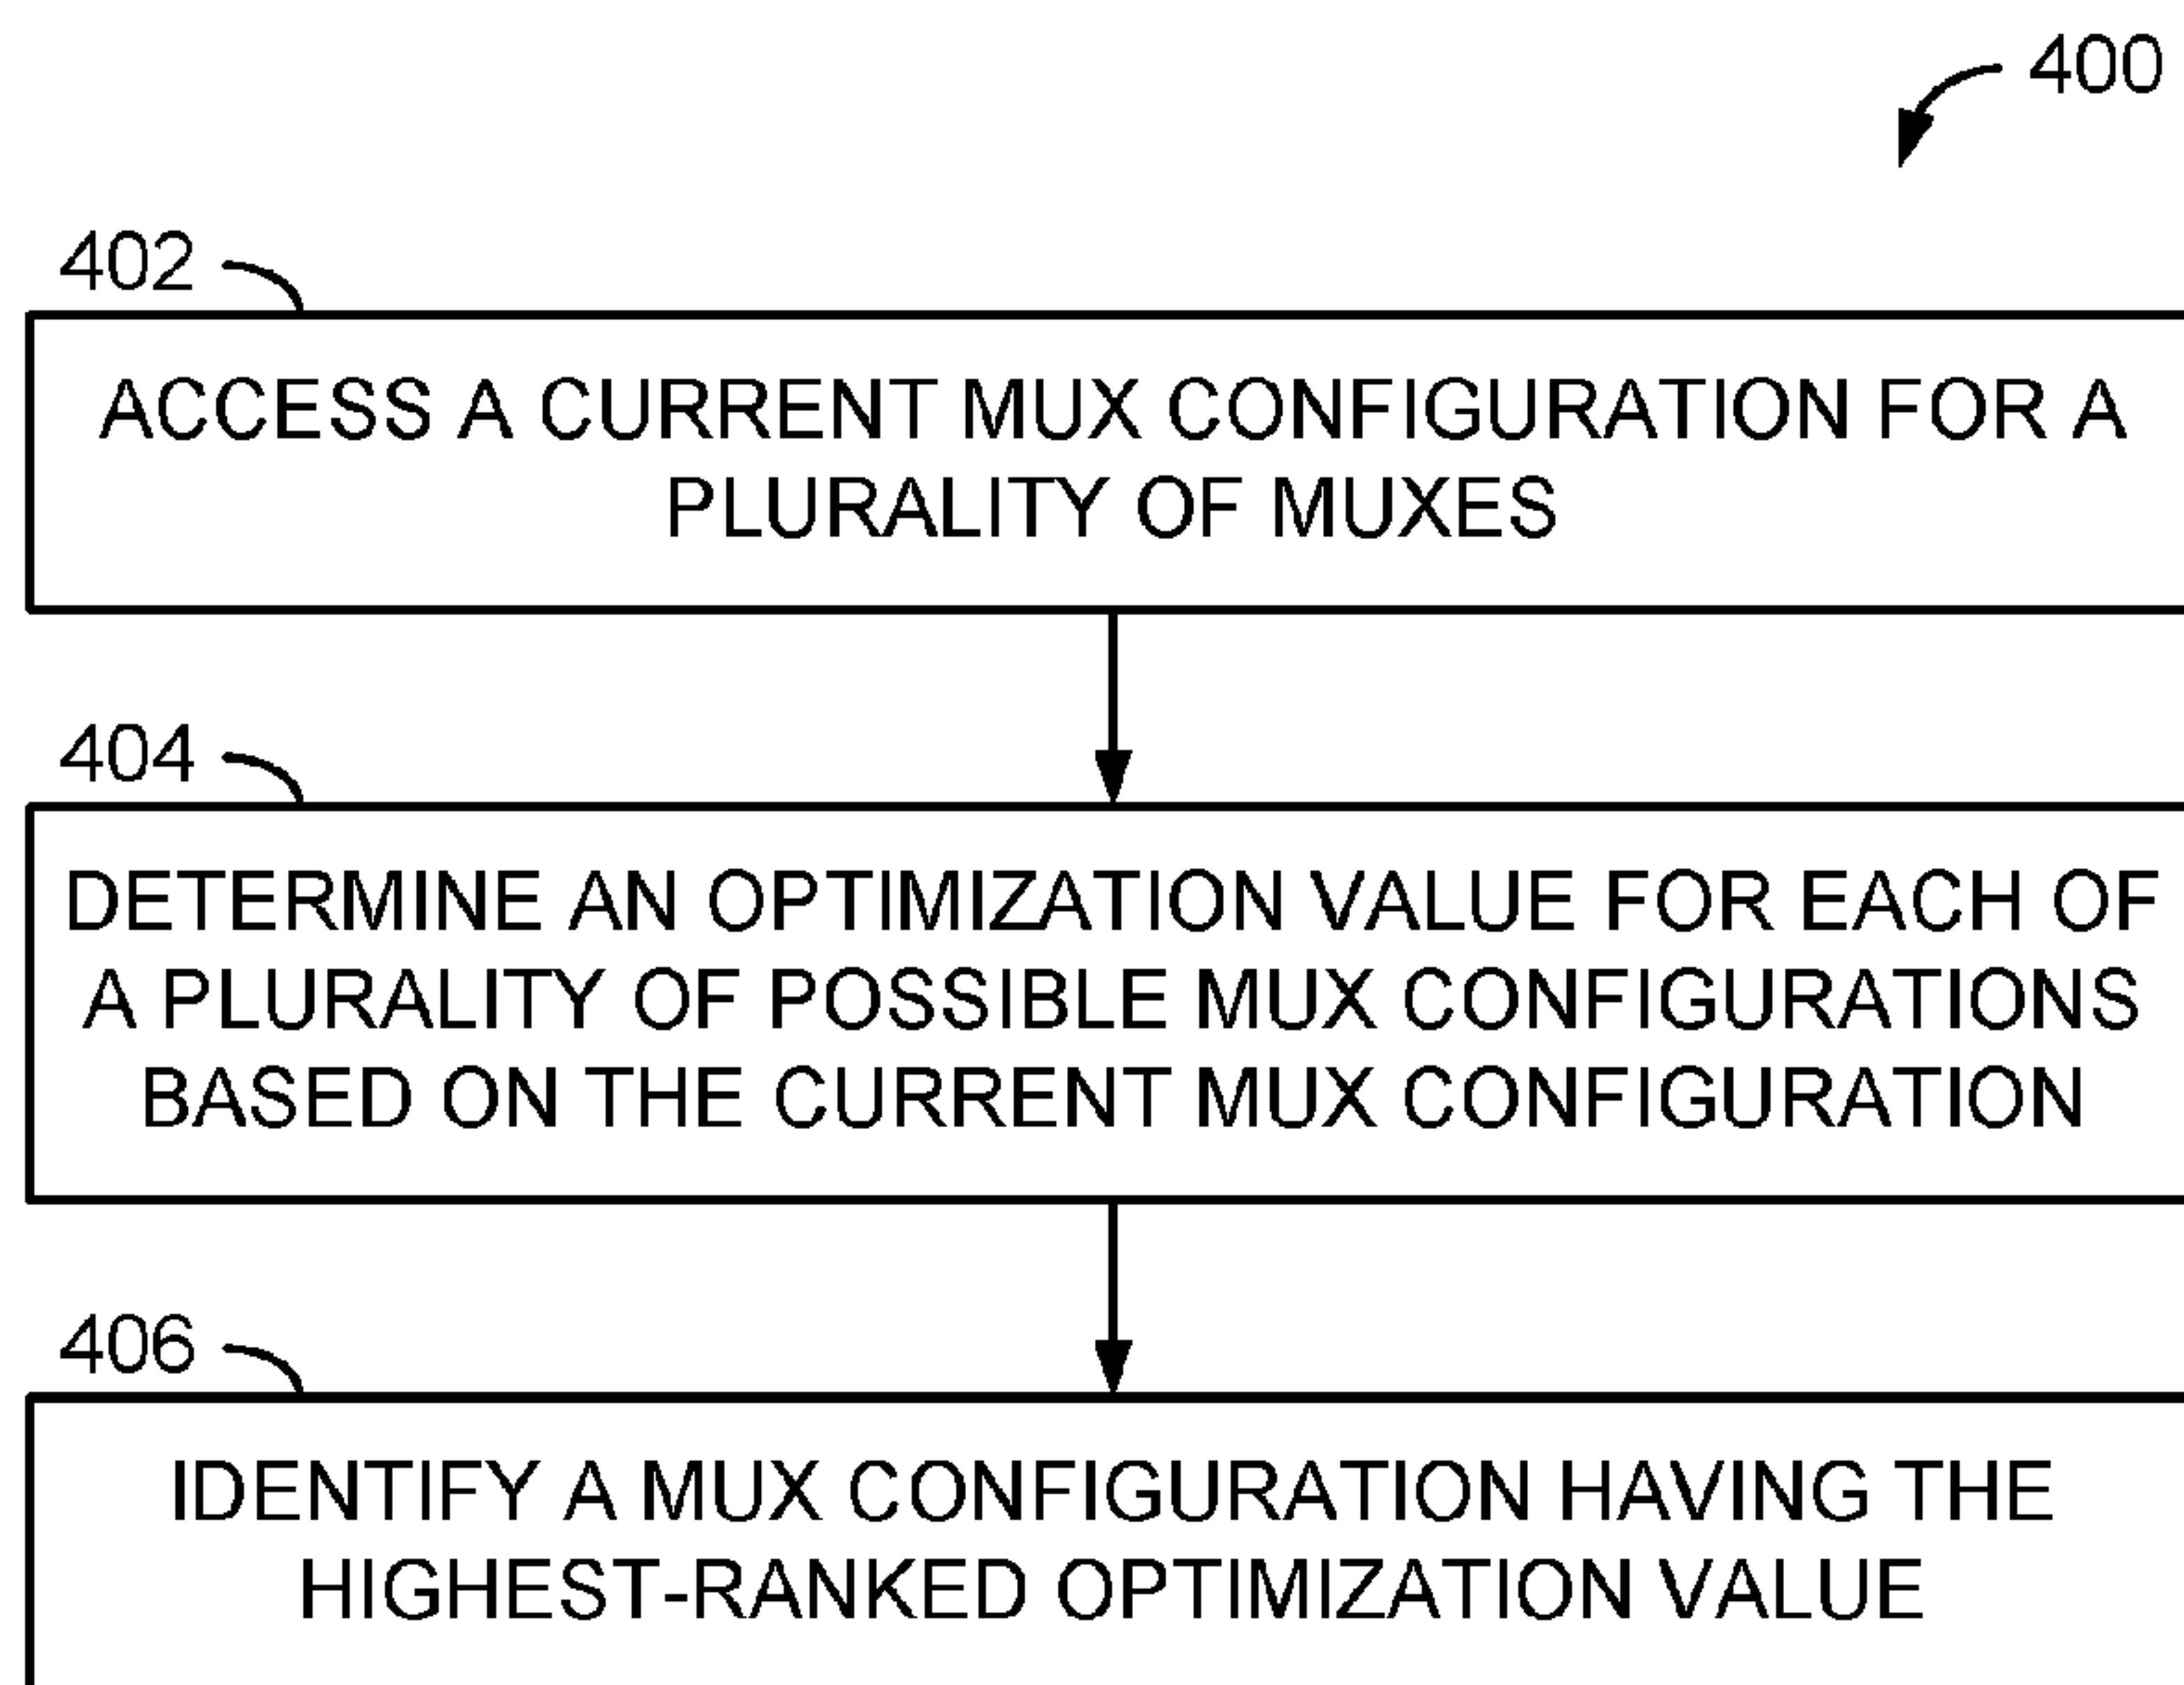 400
402
ACCESS A CURRENT MUX CONFIGURATION FOR A
PLURALITY OF MUXES
404
DETERMINE AN OPTIMIZATION VALUE FOR EACH OF
A PLURALITY OF POSSIBLE MUX CONFIGURATIONS
BASED ON THE CURRENT MUX CONFIGURATION
406
IDENTIFY A MUX CONFIGURATION HAVING THE
HIGHEST-RANKED OPTIMIZATION VALUE